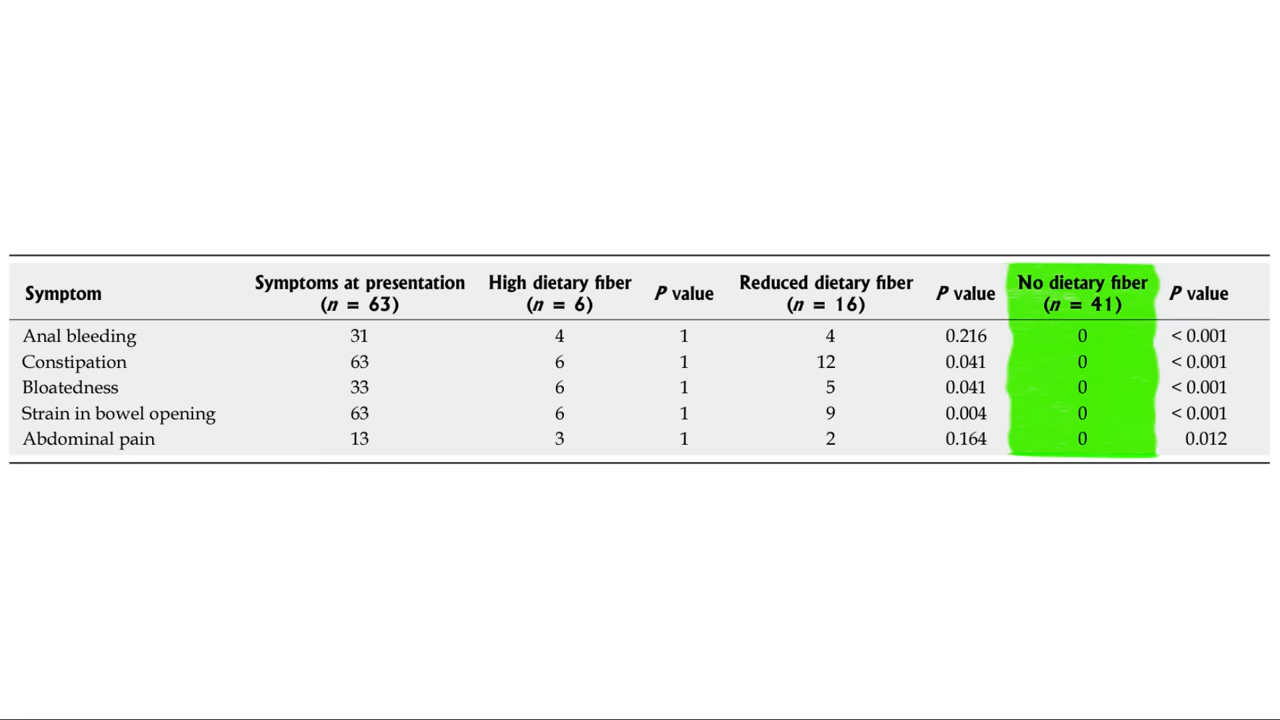 Symptom Symptoms at presentation (n = 63) High dietary fiber (n = 6) P value Reduced dietary fiber (n = 16) P value No dietary fiber (n = 41) P value
Anal bleeding 31 4 1 4 0.216 0 < 0.001
Constipation 63 6 1 12 0.041 0 < 0.001
Bloatedness 33 6 1 5 0.041 0 < 0.001
Strain in bowel opening 63 6 1 9 0.004 0 < 0.001
Abdominal pain 13 3 1 2 0.164 0 0.012